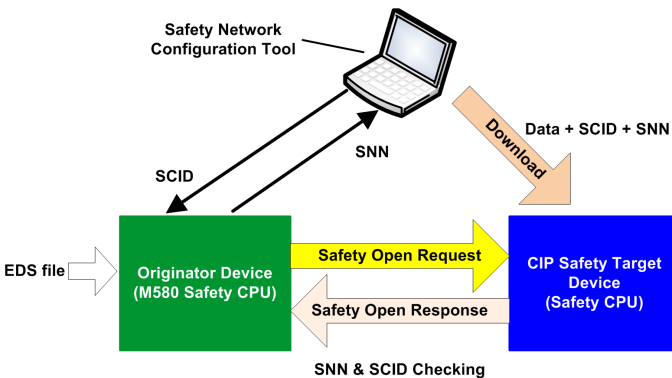 Safety Network
Configuration Tool
Download
Data + SCID + SNN
SNN
SCID
EDS file
Originator Device
(M580 Safety CPU)
Safety Open Request
Safety Open Response
CIP Safety Target
Device
(Safety CPU)
SNN & SCID Checking